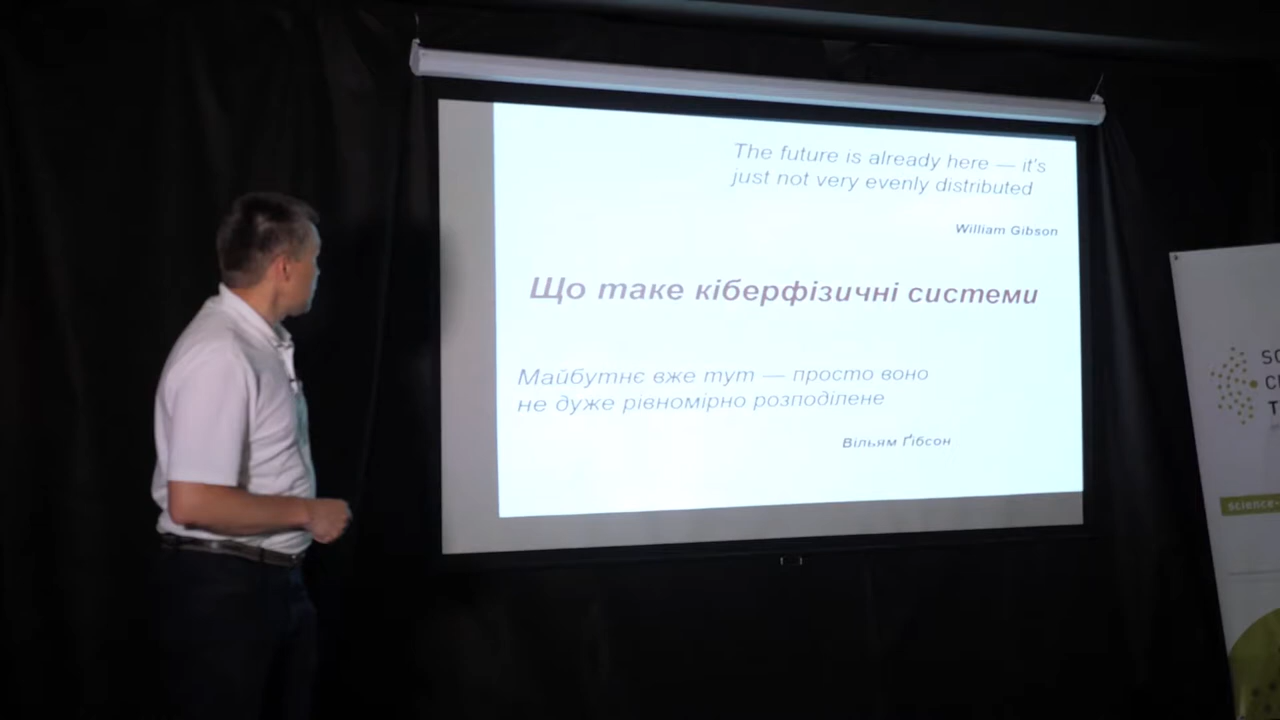 The future is already here — it's
just not very evenly distributed
William Gibson
Що таке кіберфізичні системи
Майбутнє вже тут — просто воно
не дуже рівномірно розподілене
Вільям Ґібсон
science